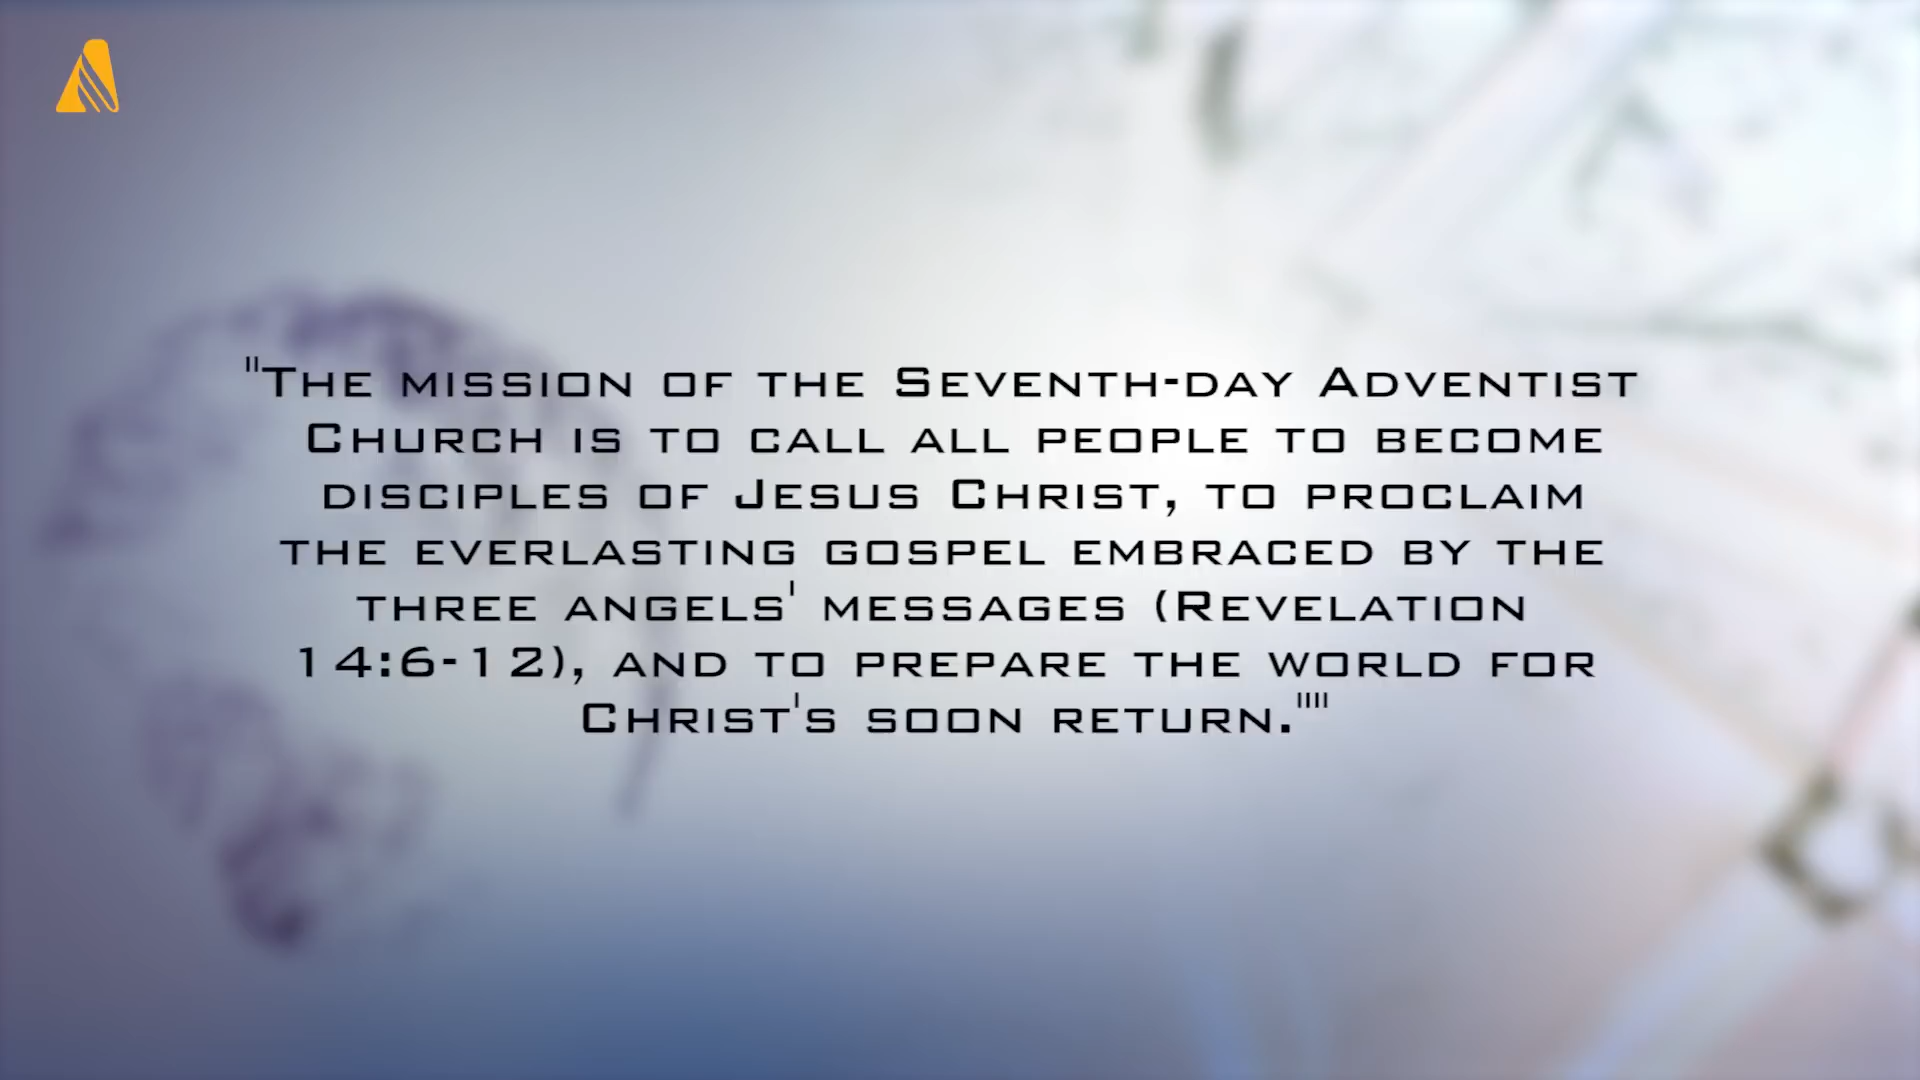 "The mission of the Seventh-day Adventist
Church is to call all people to become
disciples of Jesus Christ, to proclaim
the everlasting gospel embraced by the
three angels' messages (Revelation
14:6-12), and to prepare the world for
Christ's soon return.""